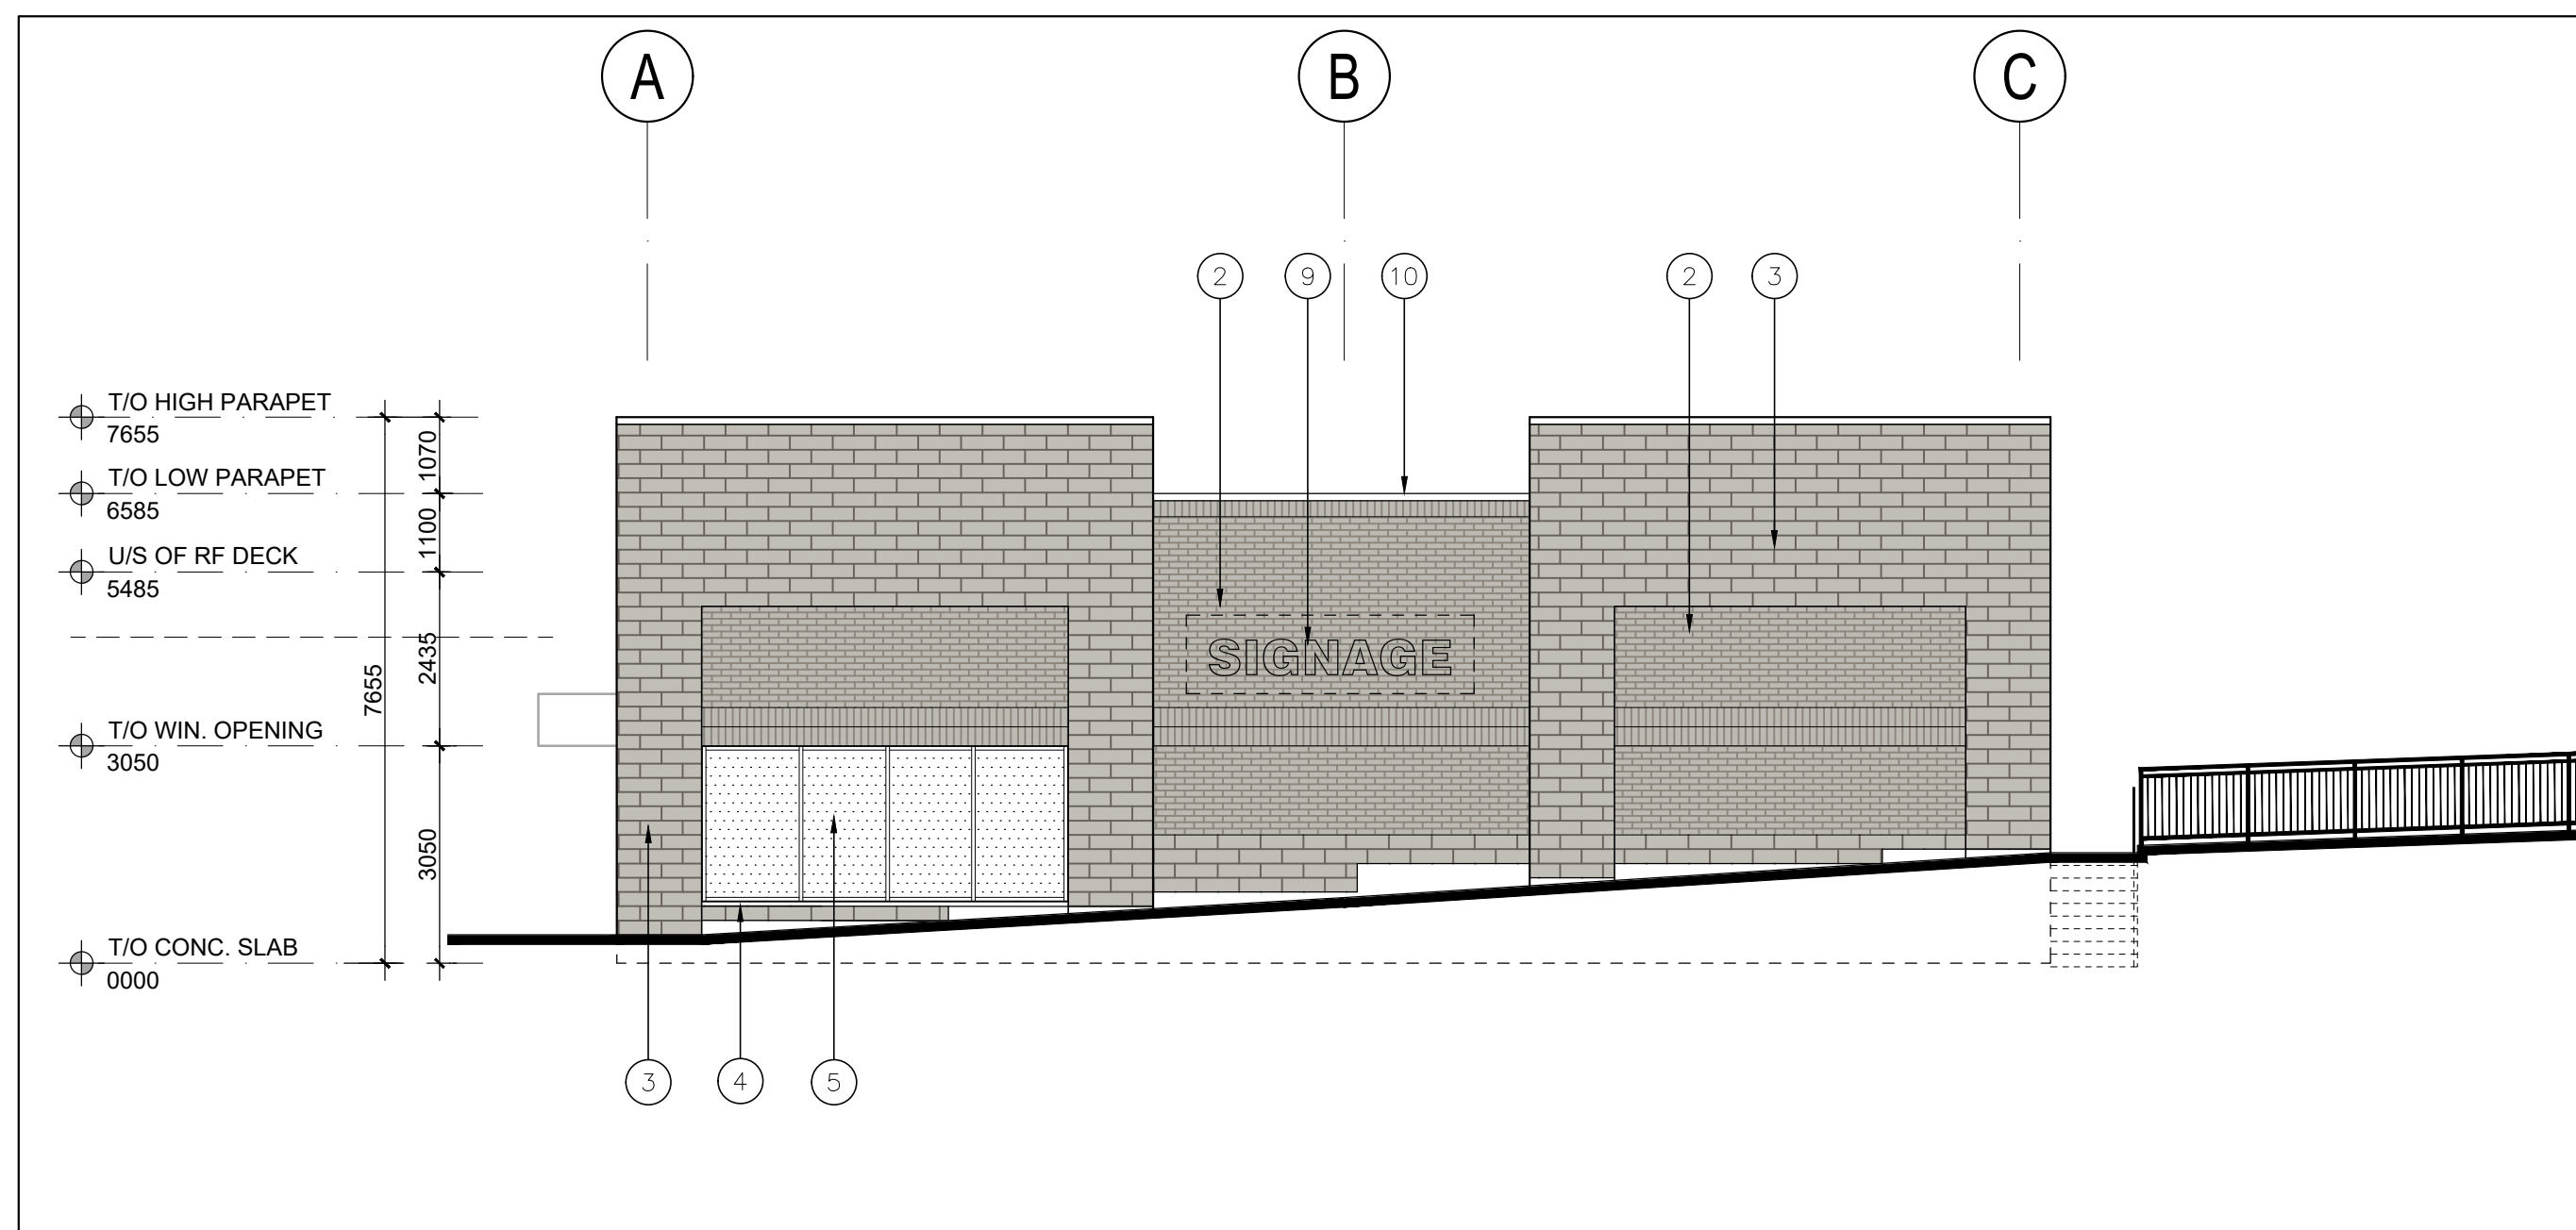 A
B
C
2
9
10
2
3
T/O HIGH PARAPET
7655
T/O LOW PARAPET
6585
U/S OF RF DECK
5485
T/O WIN. OPENING
3050
T/O CONC. SLAB
0000
7655
1070
1100
2435
3050
SIGNAGE
3
4
5